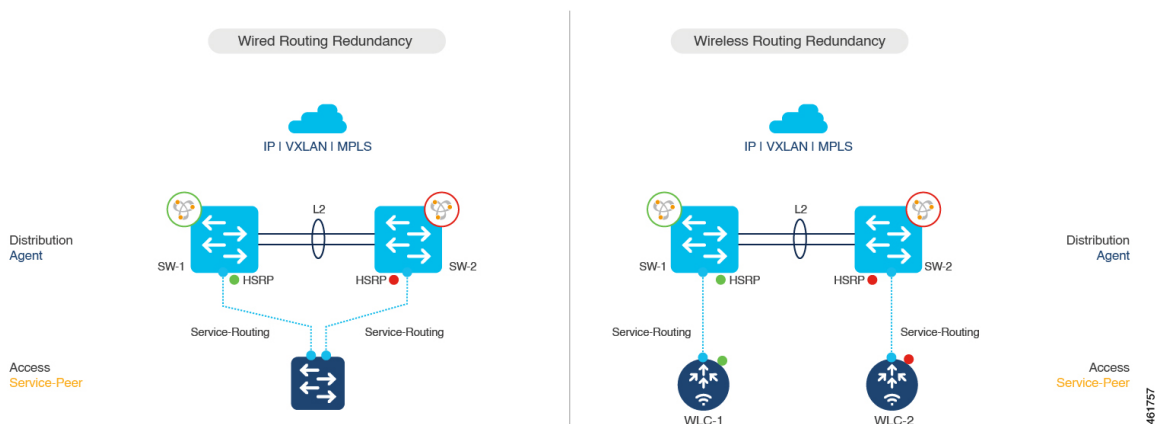 Wired Routing Redundancy
IP I VXLAN I MPLS
L2
Distribution
Agent
SW-1
SW-2
HSRP
HSRP
Service-Routing
Service-Routing
Access
Service-Peer
Wireless Routing Redundancy
IP I VXLAN I MPLS
L2
Distribution
Agent
SW-1
SW-2
HSRP
HSRP
Service-Routing
Service-Routing
Access
Service-Peer
WLC-1
WLC-2
461757